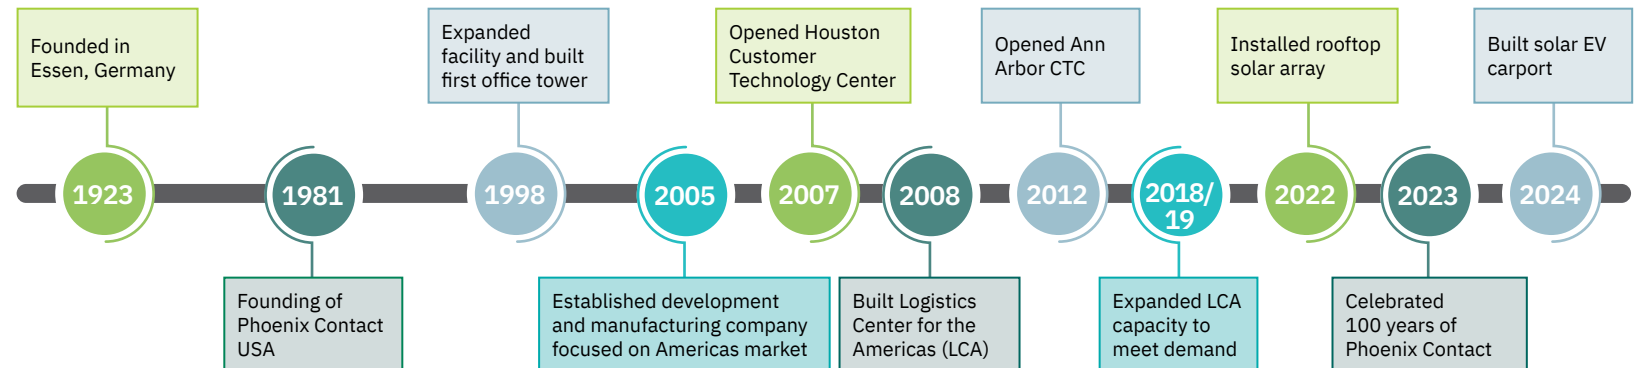 Founded in
Essen, Germany
Expanded
facility and built
first office tower
Opened Houston
Customer
Technology Center
Opened Ann
Arbor CTC
Installed rooftop
solar array
Built solar EV
carport
1923
1981
1998
2005
2007
2008
2012
2018/
19
2022
2023
2024
Founding of
Phoenix Contact
USA
Established development
and manufacturing company
focused on Americas market
Built Logistics
Center for the
Americas (LCA)
Expanded LCA
capacity to
meet demand
Celebrated
100 years of
Phoenix Contact